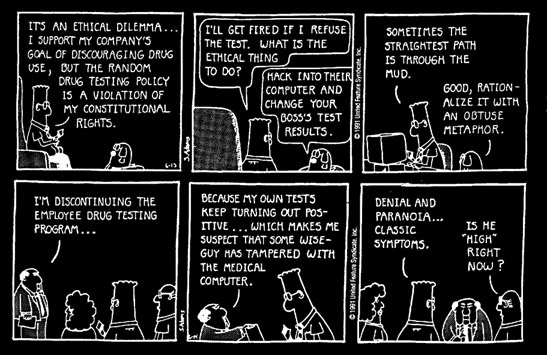 IT'S AN ETHICAL DILEMMA...
I SUPPORT MY COMPANY'S
GOAL OF DISCOURAGING DRUG
USE, BUT THE RANDOM
DRUG TESTING POLICY
IS A VIOLATION OF
MY CONSTITUTIONAL
RIGHTS.
6-13
S.Adams
I'LL GET FIRED IF I REFUSE
THE TEST. WHAT IS THE
ETHICAL THING
TO DO?
HACK INTO THEIR
COMPUTER AND
CHANGE YOUR
BOSS'S TEST
RESULTS.
© 1991 United Feature Syndicate, Inc.
SOMETIMES THE
STRAIGHTEST PATH
IS THROUGH THE
MUD.
GOOD, RATION-
ALIZE IT WITH
AN OBTUSE
METAPHOR.
I'M DISCONTINUING THE
EMPLOYEE DRUG TESTING
PROGRAM...
S.Adams
BECAUSE MY OWN TESTS
KEEP TURNING OUT POS-
ITIVE... WHICH MAKES ME
SUSPECT THAT SOME WISE-
GUY HAS TAMPERED WITH
THE MEDICAL
COMPUTER.
© 1991 United Feature Syndicate, Inc.
DENIAL AND
PARANOIA...
CLASSIC
SYMPTOMS.
IS HE
"HIGH"
RIGHT
NOW?